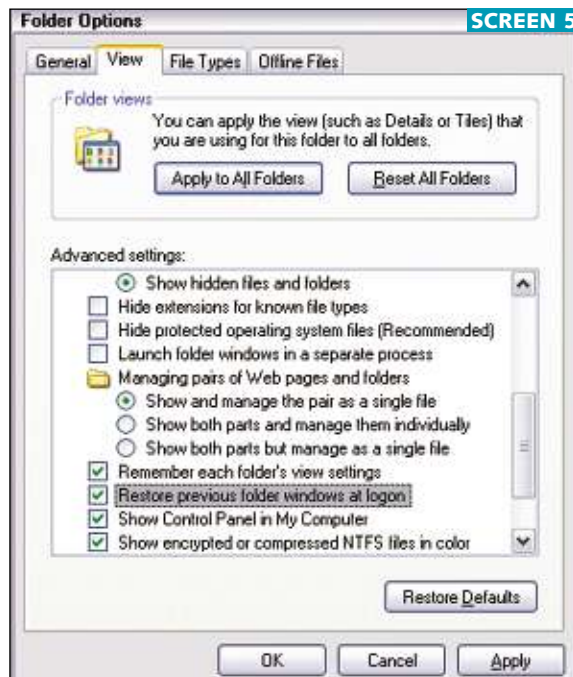 Folder Options
SCREEN 5
General View File Types Offline Files
Folder views
You can apply the view (such as Details or Tiles) that
you are using for this folder to all folders.
Apply to All Folders Reset All Folders
Advanced settings:
Show hidden files and folders
Hide extensions for known file types
Hide protected operating system files (Recommended)
Launch folder windows in a separate process
Managing pairs of Web pages and folders
Show and manage the pair as a single file
Show both parts and manage them individually
Show both parts but manage as a single file
Remember each folder's view settings
Restore previous folder windows at logon
Show Control Panel in My Computer
Show encrypted or compressed NTFS files in color
Restore Defaults
OK Cancel Apply